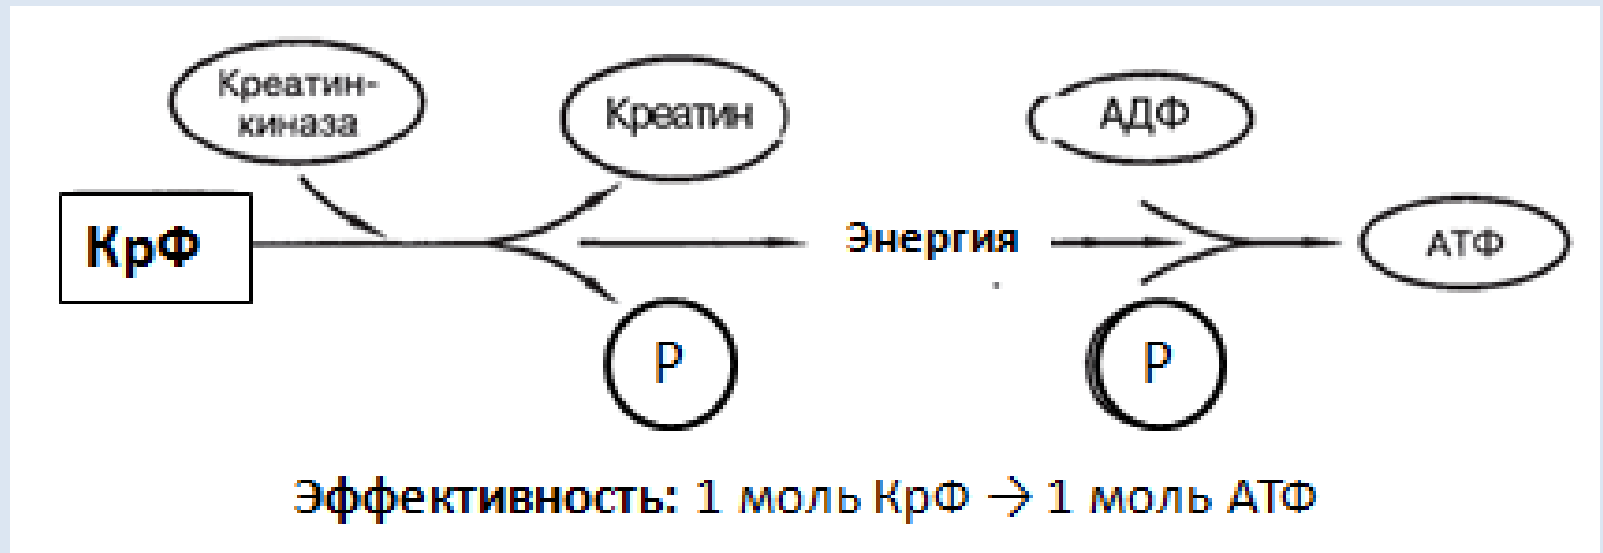 Креатин-
киназа
Креатин
АДФ
КрФ
Энергия
АТФ
Р
Р
Эффективность: 1 моль КрФ → 1 моль АТФ